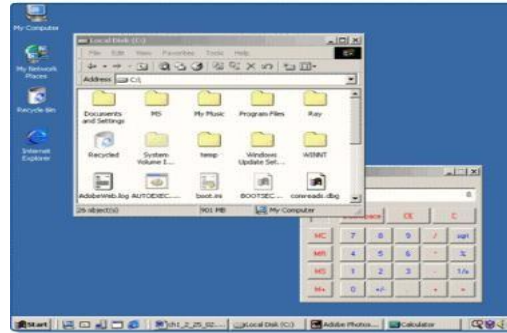 My Computer
My Network
Places
Recycle Bin
Internet
Explorer
Local Disk (C:)
File Edit View Favorites Tools Help
Address C:\
Documents
and Settings
MS
My Music
Program Files
Ray
Recycled
System
Volume I...
temp
Windows
Update Set...
WINNT
AdobeWeb.log
AUTOEXEC....
boot.ini
BOOTSEC...
conreads.dbg
26 object(s) 901 MB My Computer
0.
CE C
MC 7 8 9 / sqrt
MR 4 5 6 * %
MS 1 2 3 - 1/x
M+ 0 +/- . + =
Start ch1_2_25_02.... Local Disk (C:) Adobe Photos... Calculator